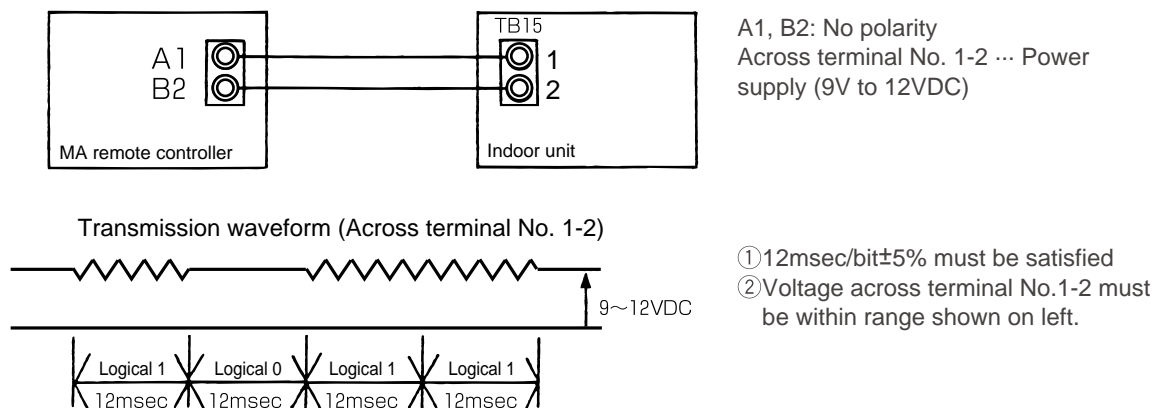 TB15
A1
1
B2
2
MA remote controller
Indoor unit
A1, B2: No polarity
Across terminal No. 1-2 ··· Power
supply (9V to 12VDC)
Transmission waveform (Across terminal No. 1-2)
9～12VDC
①12msec/bit±5% must be satisfied
②Voltage across terminal No.1-2 must
be within range shown on left.
Logical 1 Logical 0 Logical 1 Logical 1
12msec 12msec 12msec 12msec